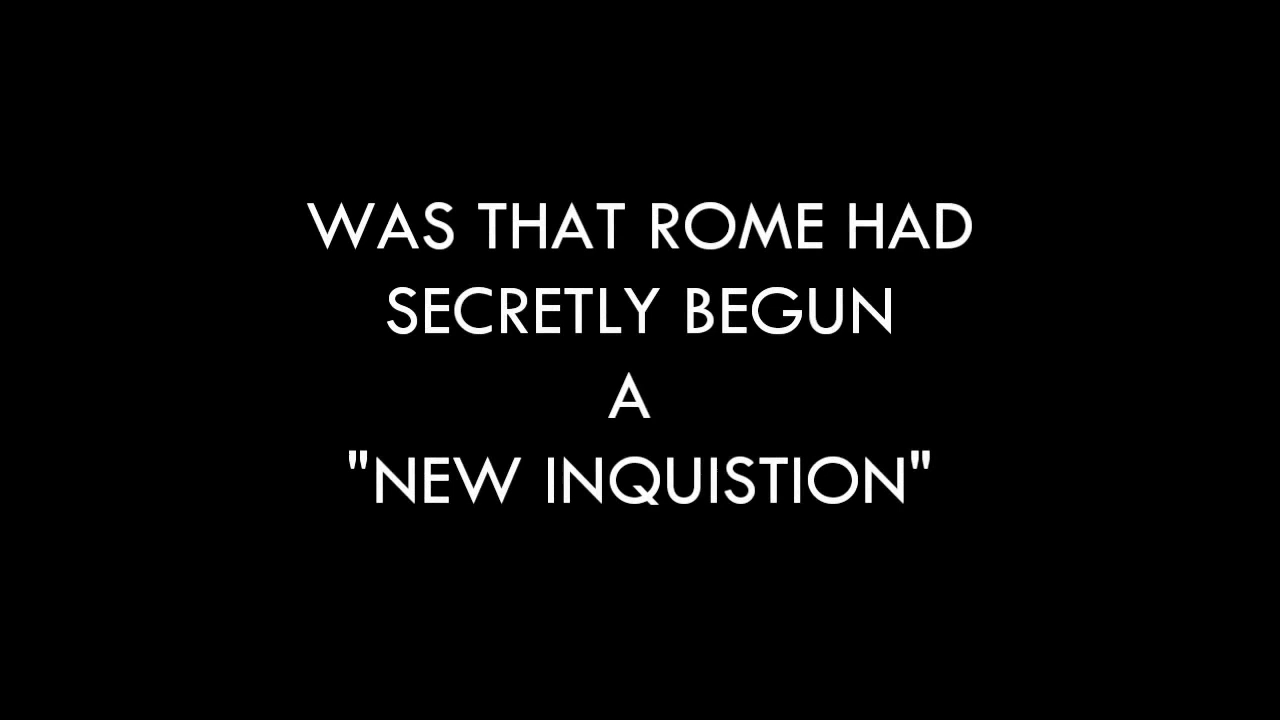 WAS THAT ROME HAD
SECRETLY BEGUN
A
"NEW INQUISTION"